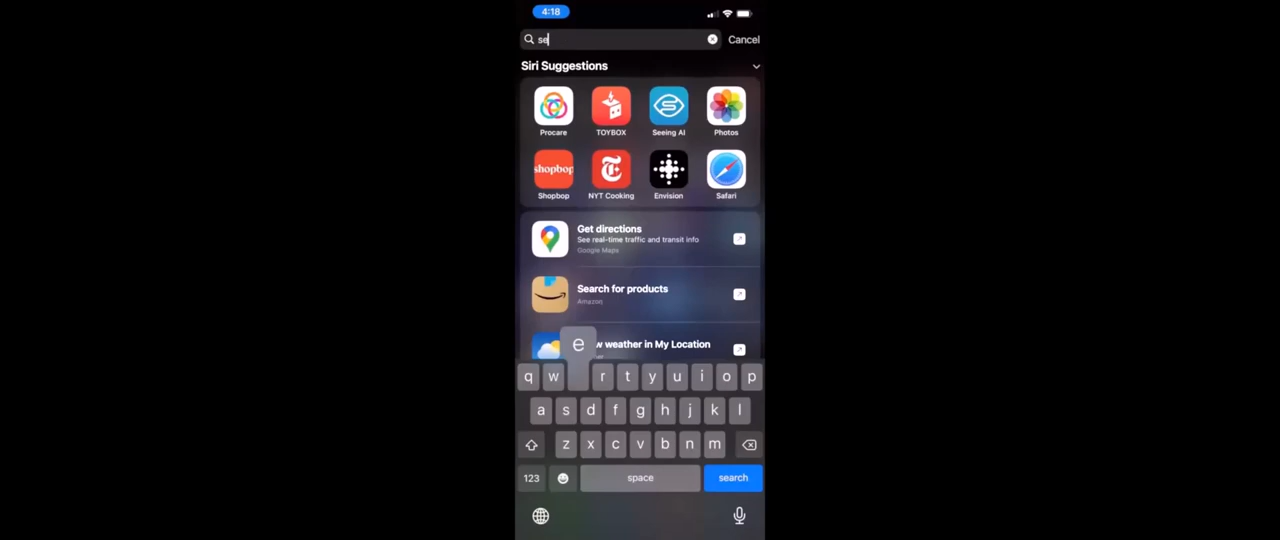 4:18
se
Cancel
Siri Suggestions
Procare
TOYBOX
Seeing AI
Photos
shopbop
Shopbop
NYT Cooking
Envision
Safari
Get directions
See real-time traffic and transit info
Google Maps
Search for products
Amazon
w weather in My Location
e
q w r t y u i o p
a s d f g h j k l
z x c v b n m
123
space
search